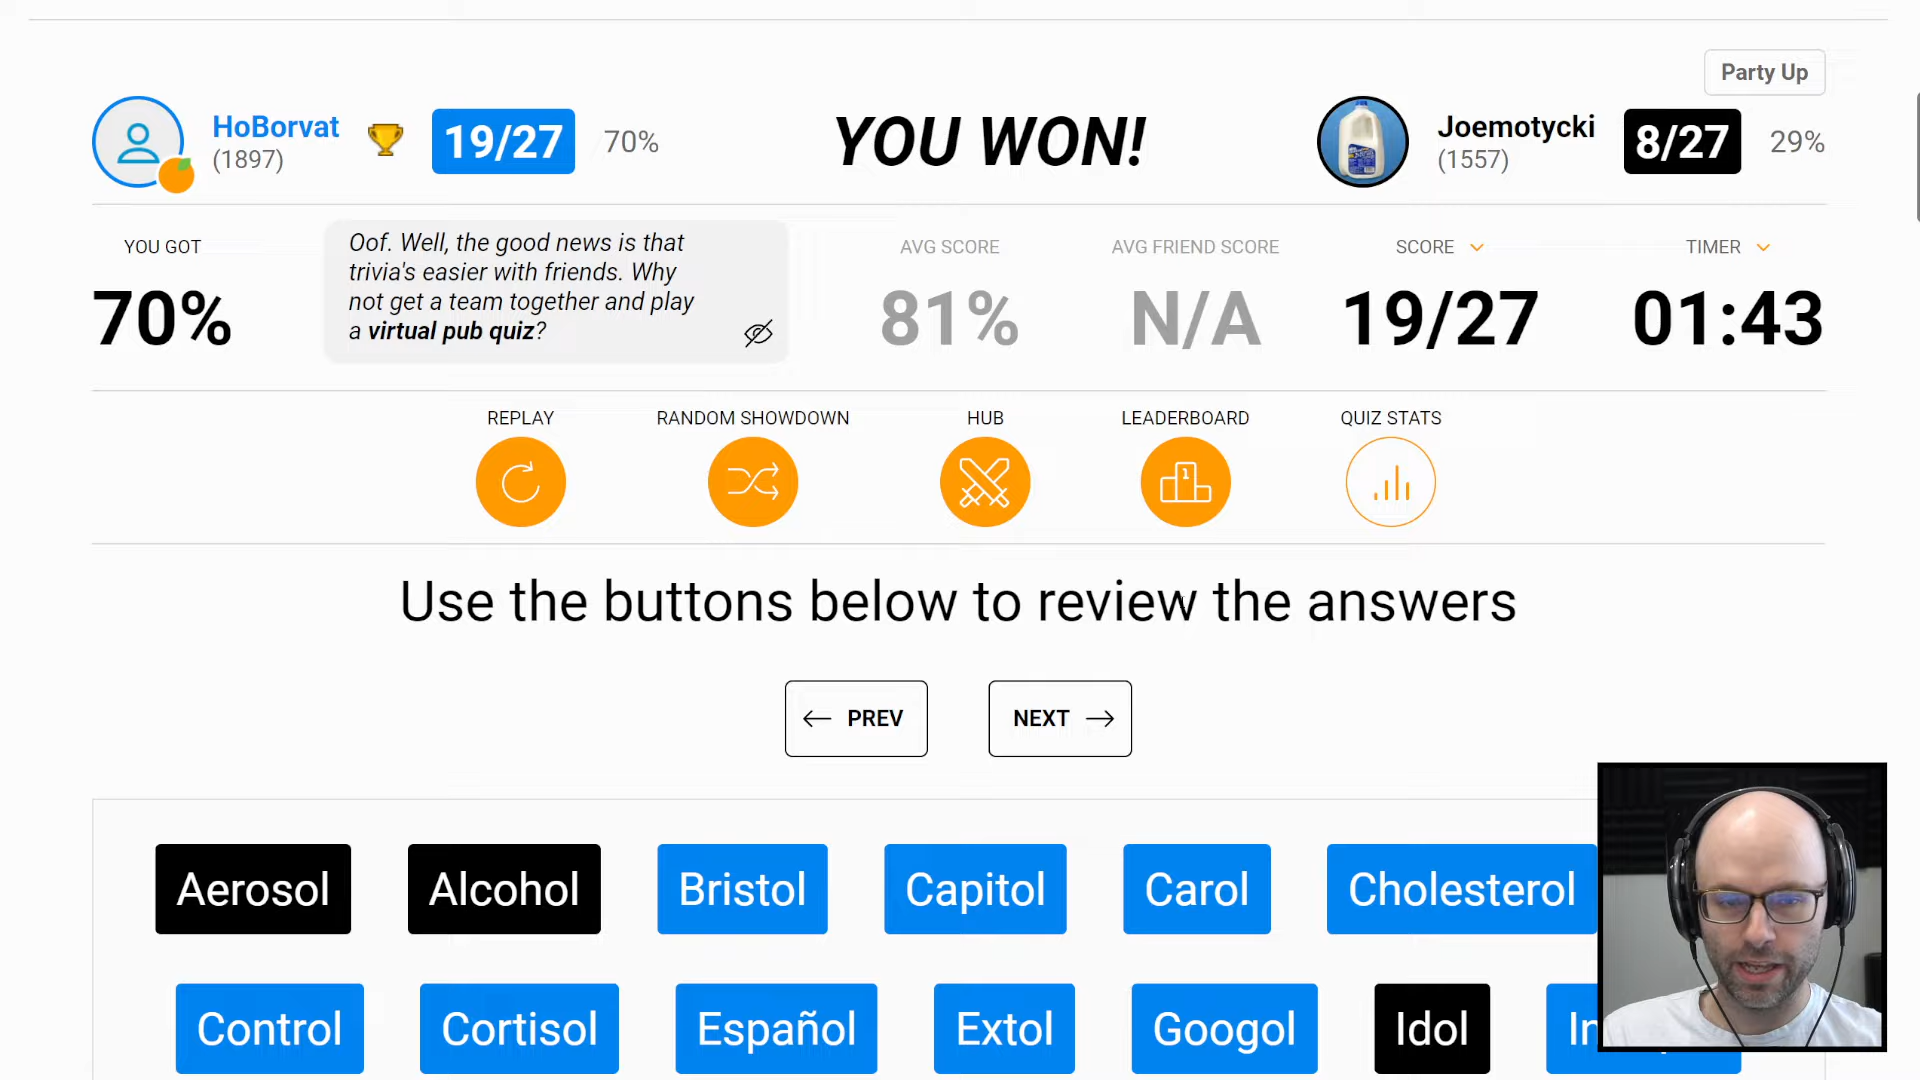 Party Up
HoBorvat
(1897)
19/27
70%
YOU WON!
Joemotycki
(1557)
8/27
29%
YOU GOT
70%
Oof. Well, the good news is that
trivia's easier with friends. Why
not get a team together and play
a virtual pub quiz?
AVG SCORE
81%
AVG FRIEND SCORE
N/A
SCORE
19/27
TIMER
01:43
REPLAY
RANDOM SHOWDOWN
HUB
LEADERBOARD
1
QUIZ STATS
Use the buttons below to review the answers
PREV
NEXT
Aerosol
Alcohol
Bristol
Capitol
Carol
Cholesterol
Control
Cortisol
Español
Extol
Googol
Idol